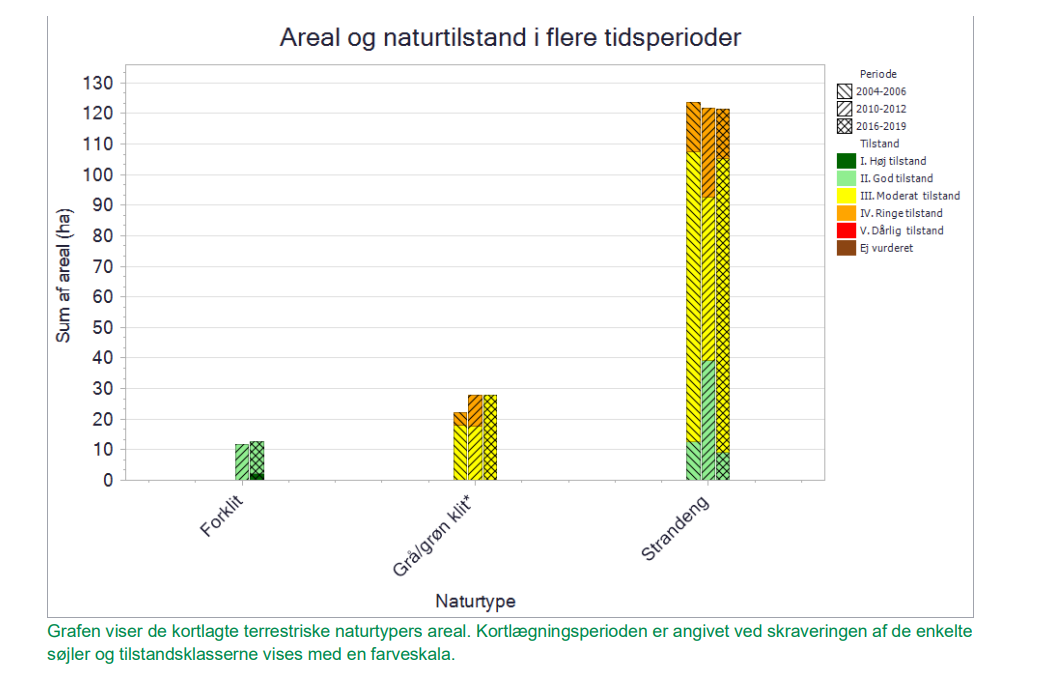 Areal og naturtilstand i flere tidsperioder
130
120
110
100
90
80
70
60
50
40
30
20
10
0
Sum af areal (ha)
Forklit
Grå/grøn klit*
Strandeng
Naturtype
Periode
2004-2006
2010-2012
2016-2019
Tilstand
I. Høj tilstand
II. God tilstand
III. Moderat tilstand
IV. Ringe tilstand
V. Dårlig tilstand
Ej vurderet
Grafen viser de kortlagte terrestriske naturtypers areal. Kortlægningsperioden er angivet ved skraveringen af de enkelte
søjler og tilstandsklasserne vises med en farveskala.